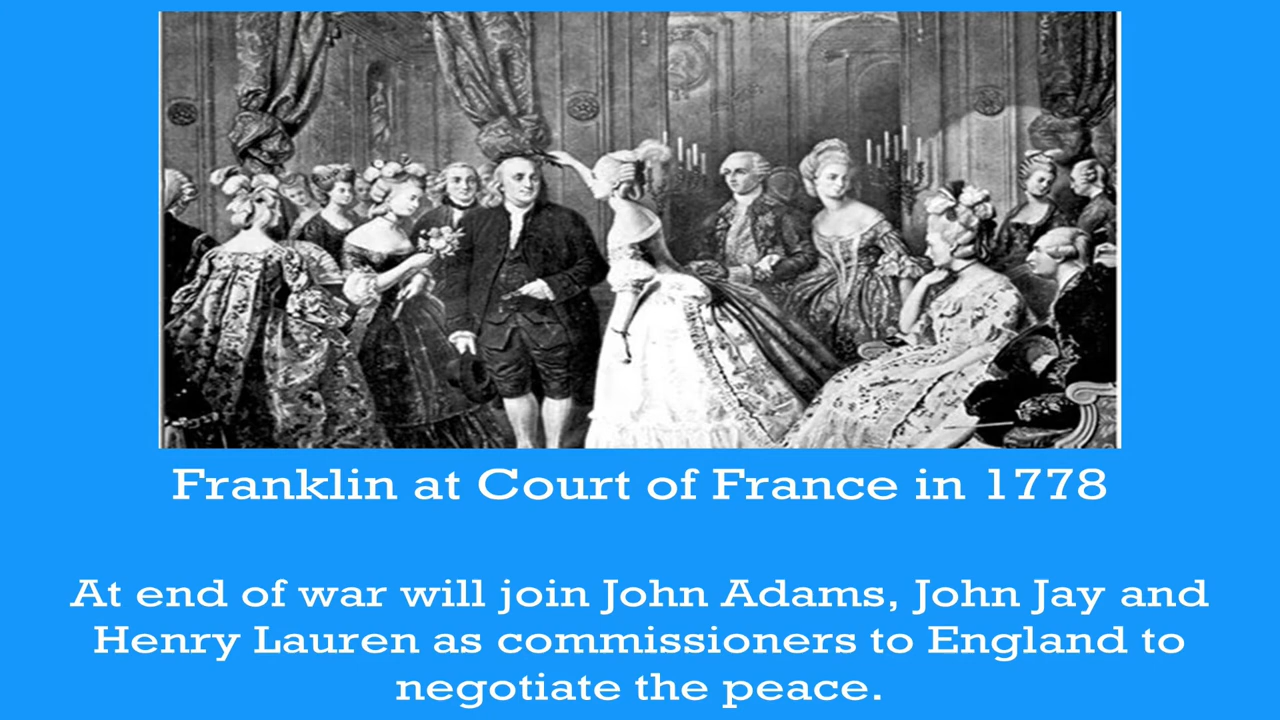 Franklin at Court of France in 1778
At end of war will join John Adams, John Jay and
Henry Lauren as commissioners to England to
negotiate the peace.